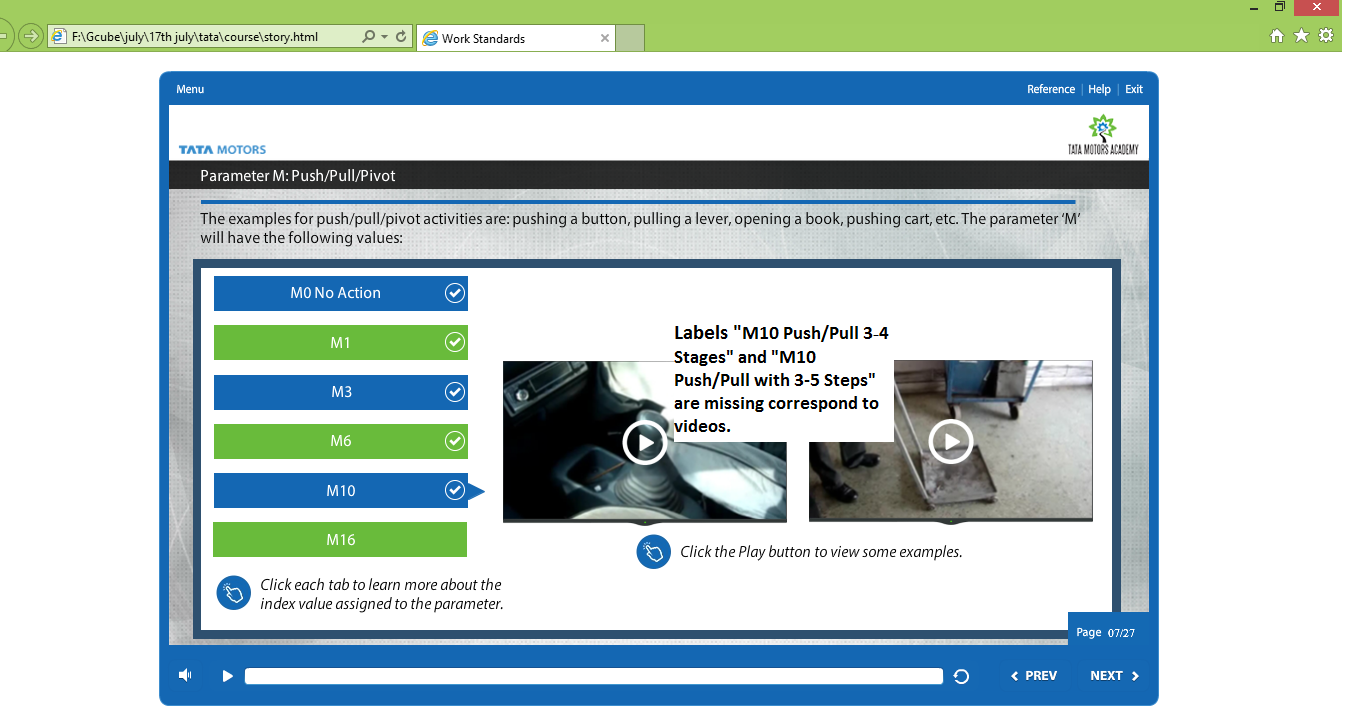 F:\Gcube\july\17th july\tata\course\story.html
Work Standards
Menu
Reference | Help | Exit
TATA MOTORS
TATA MOTORS ACADEMY
Parameter M: Push/Pull/Pivot
The examples for push/pull/pivot activities are: pushing a button, pulling a lever, opening a book, pushing cart, etc. The parameter ‘M’
will have the following values:
M0 No Action
M1
M3
M6
M10
M16
Click each tab to learn more about the
index value assigned to the parameter.
Labels "M10 Push/Pull 3-4
Stages" and "M10
Push/Pull with 3-5 Steps"
are missing correspond to
videos.
Click the Play button to view some examples.
Page 07/27
PREV
NEXT